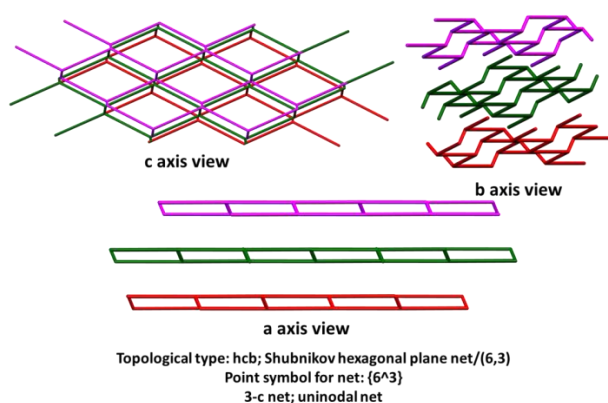 c axis view
b axis view
a axis view
Topological type: hcb; Shubnikov hexagonal plane net/(6,3)
Point symbol for net: {6^3}
3-c net; uninodal net